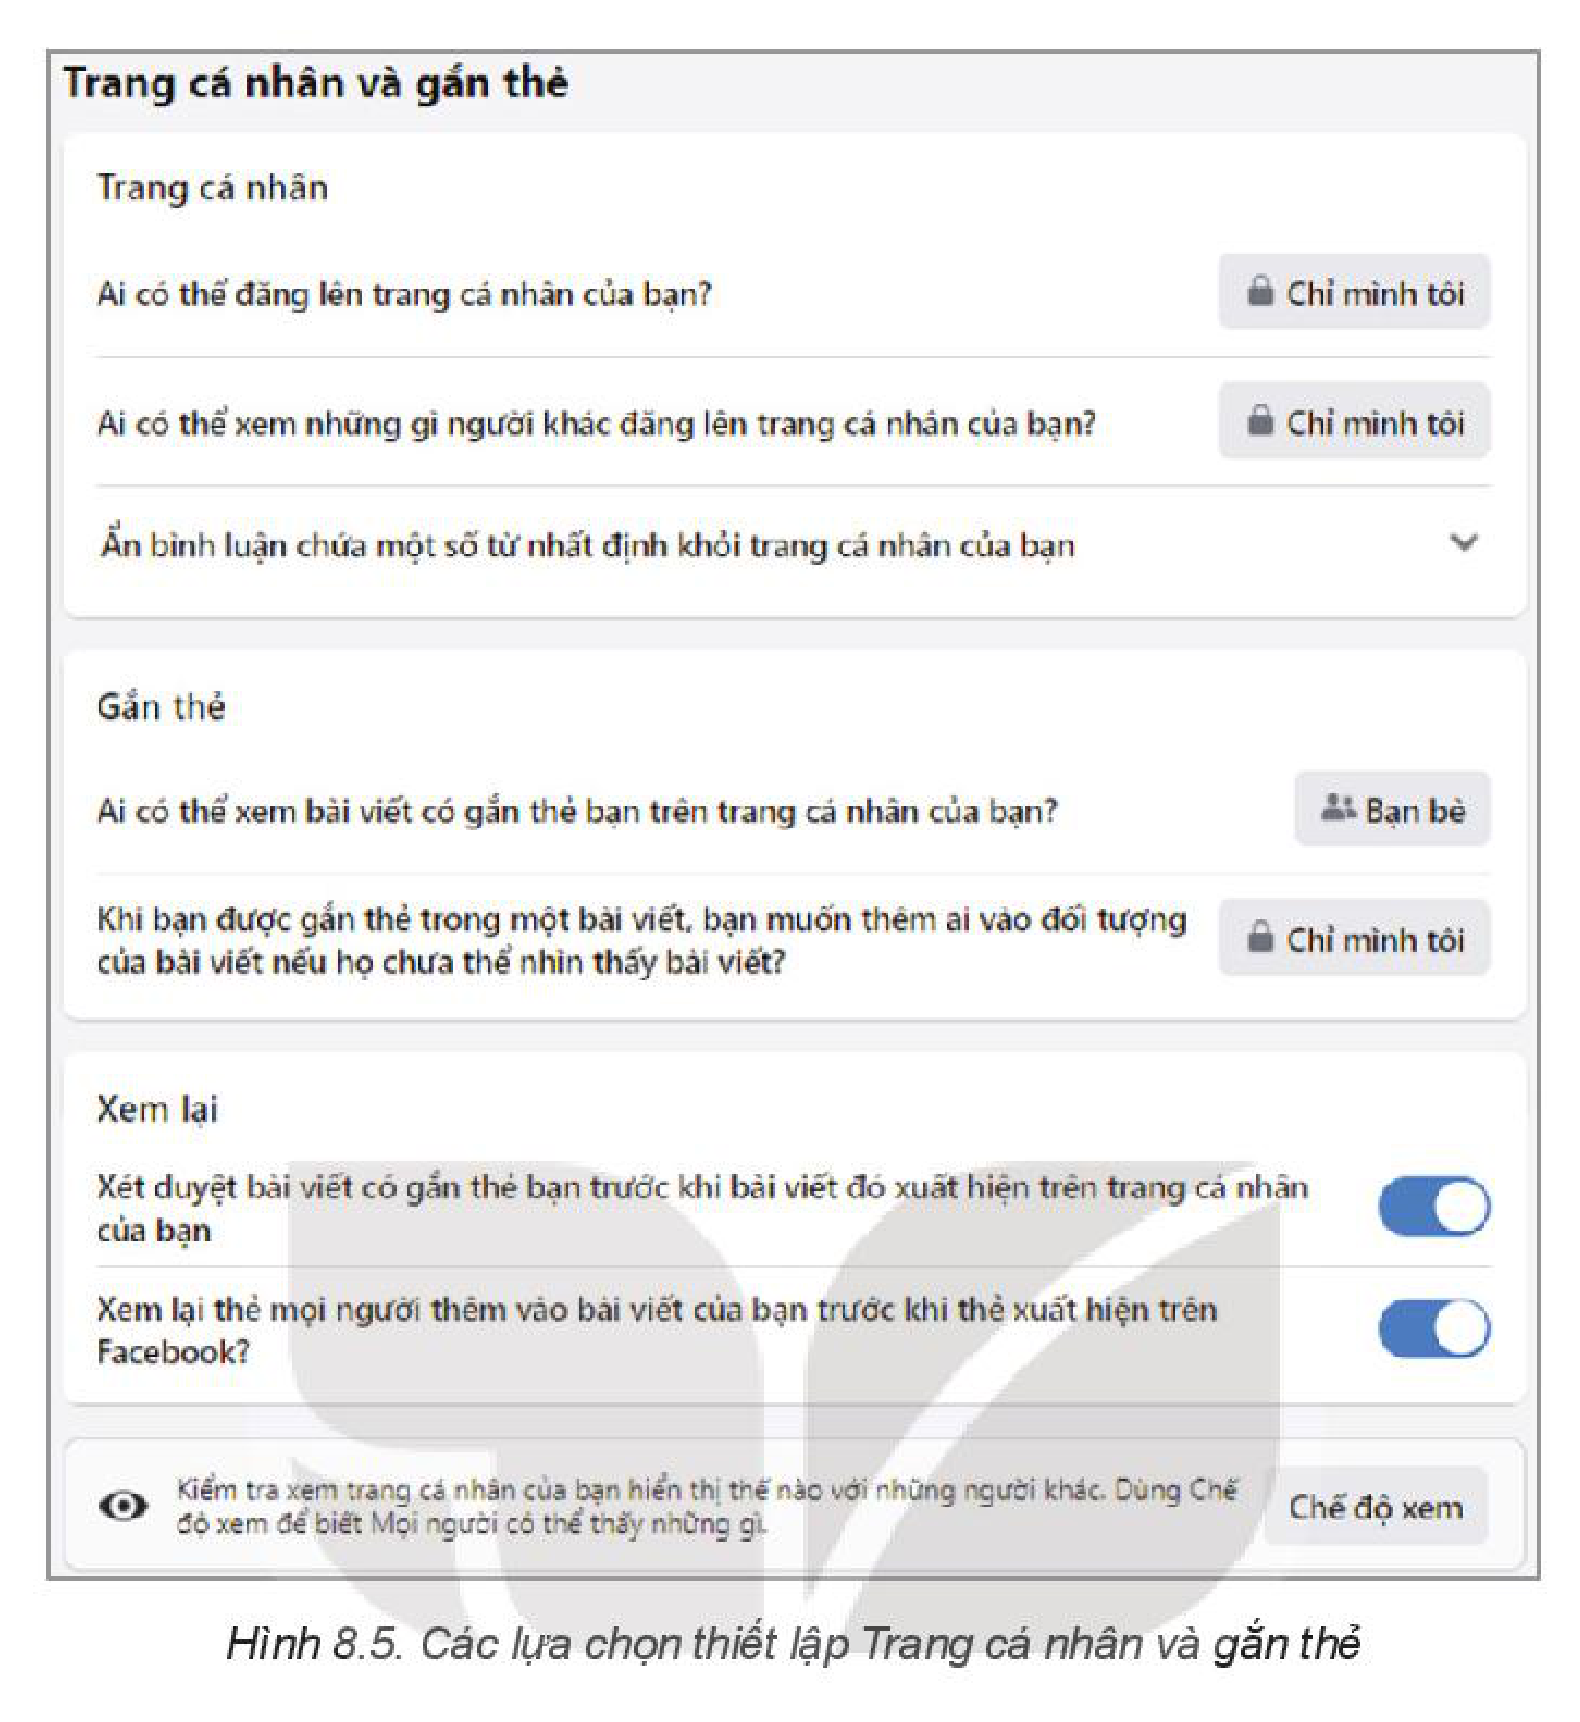 Trang cá nhân và gắn thẻ
Trang cá nhân
Ai có thể đăng lên trang cá nhân của bạn?
Chỉ mình tôi
Ai có thể xem những gì người khác đăng lên trang cá nhân của bạn?
Chỉ mình tôi
Ẩn bình luận chứa một số từ nhất định khỏi trang cá nhân của bạn
Gắn thẻ
Ai có thể xem bài viết có gắn thẻ bạn trên trang cá nhân của bạn?
Bạn bè
Khi bạn được gắn thẻ trong một bài viết, bạn muốn thêm ai vào đối tượng
của bài viết nếu họ chưa thể nhìn thấy bài viết?
Chỉ mình tôi
Xem lại
Xét duyệt bài viết có gắn thẻ bạn trước khi bài viết đó xuất hiện trên trang cá nhân
của bạn
Xem lại thẻ mọi người thêm vào bài viết của bạn trước khi thẻ xuất hiện trên
Facebook?
Kiểm tra xem trang cá nhân của bạn hiển thị thế nào với những người khác. Dùng Chế
độ xem để biết Mọi người có thể thấy những gì.
Chế độ xem
Hình 8.5. Các lựa chọn thiết lập Trang cá nhân và gắn thẻ